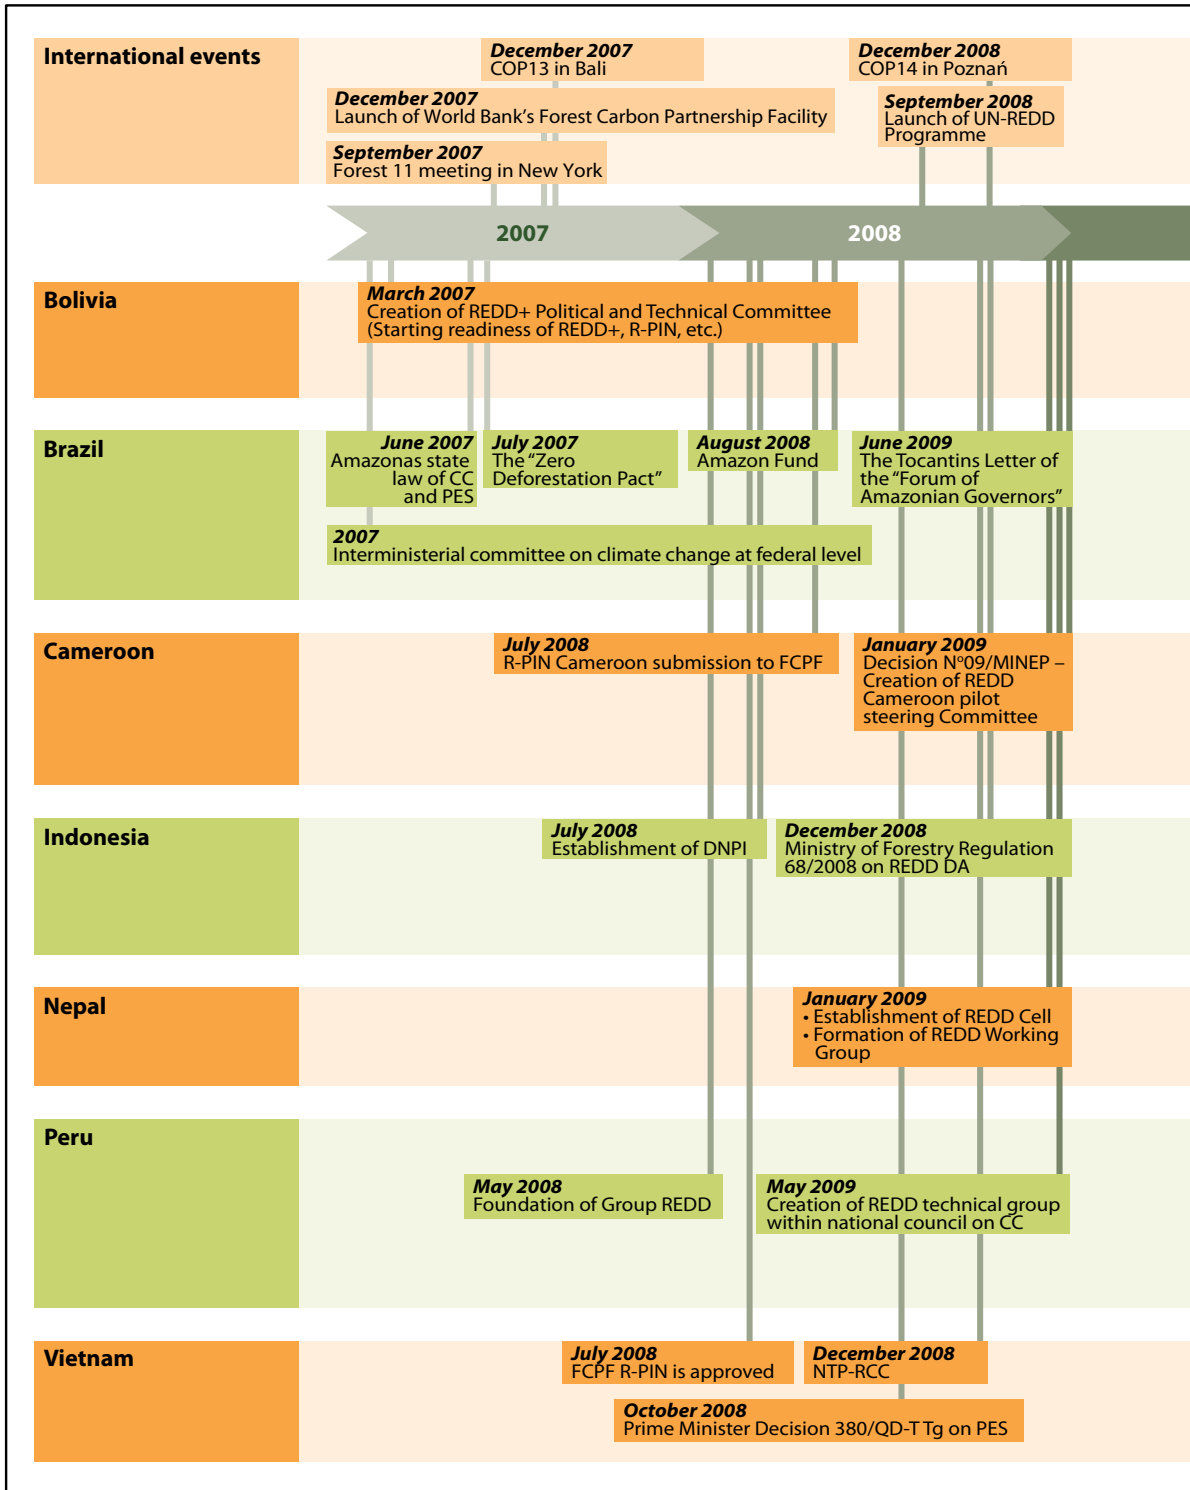 International events
December 2007
COP13 in Bali
December 2008
COP14 in Poznań
December 2007
Launch of World Bank's Forest Carbon Partnership Facility
September 2008
Launch of UN-REDD
Programme
September 2007
Forest 11 meeting in New York
2007
2008
Bolivia
March 2007
Creation of REDD+ Political and Technical Committee
(Starting readiness of REDD+, R-PIN, etc.)
Brazil
June 2007
Amazonas state
law of CC
and PES
July 2007
The “Zero
Deforestation Pact”
August 2008
Amazon Fund
June 2009
The Tocantins Letter of
the “Forum of
Amazonian Governors”
2007
Interministerial committee on climate change at federal level
Cameroon
July 2008
R-PIN Cameroon submission to FCPF
January 2009
Decision Nº09/MINEP –
Creation of REDD
Cameroon pilot
steering Committee
Indonesia
July 2008
Establishment of DNPI
December 2008
Ministry of Forestry Regulation
68/2008 on REDD DA
Nepal
January 2009
• Establishment of REDD Cell
• Formation of REDD Working
Group
Peru
May 2008
Foundation of Group REDD
May 2009
Creation of REDD technical group
within national council on CC
Vietnam
July 2008
FCPF R-PIN is approved
December 2008
NTP-RCC
October 2008
Prime Minister Decision 380/QD-T Tg on PES